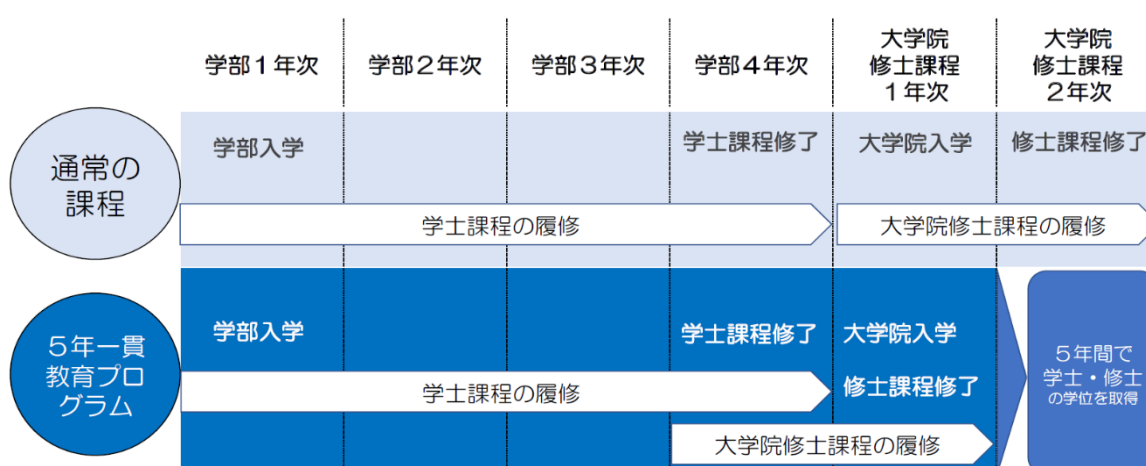 学部1年次
学部2年次
学部3年次
学部4年次
大学院
修士課程
1年次
大学院
修士課程
2年次
通常の
課程
学部入学
学士課程修了
大学院入学
修士課程修了
学士課程の履修
大学院修士課程の履修
5年一貫
教育プロ
グラム
学部入学
学士課程修了
大学院入学
修士課程修了
学士課程の履修
大学院修士課程の履修
5年間で
学士・修士
の学位を取得